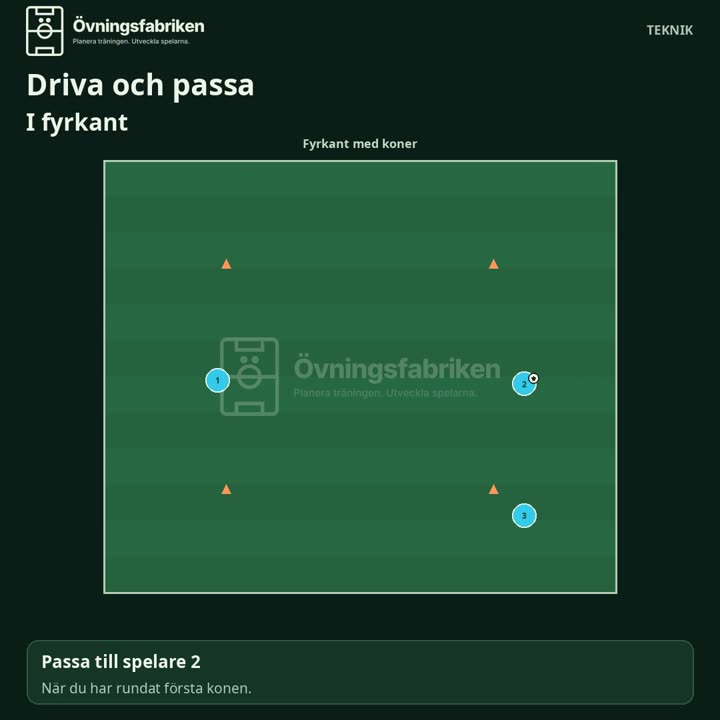 Övningsfabriken
Planera träningen. Utveckla spelarna.
TEKNIK
Driva och passa
I fyrkant
Fyrkant med koner
Övningsfabriken
Planera träningen. Utveckla spelarna.
1
2
3
Passa till spelare 2
När du har rundat första konen.